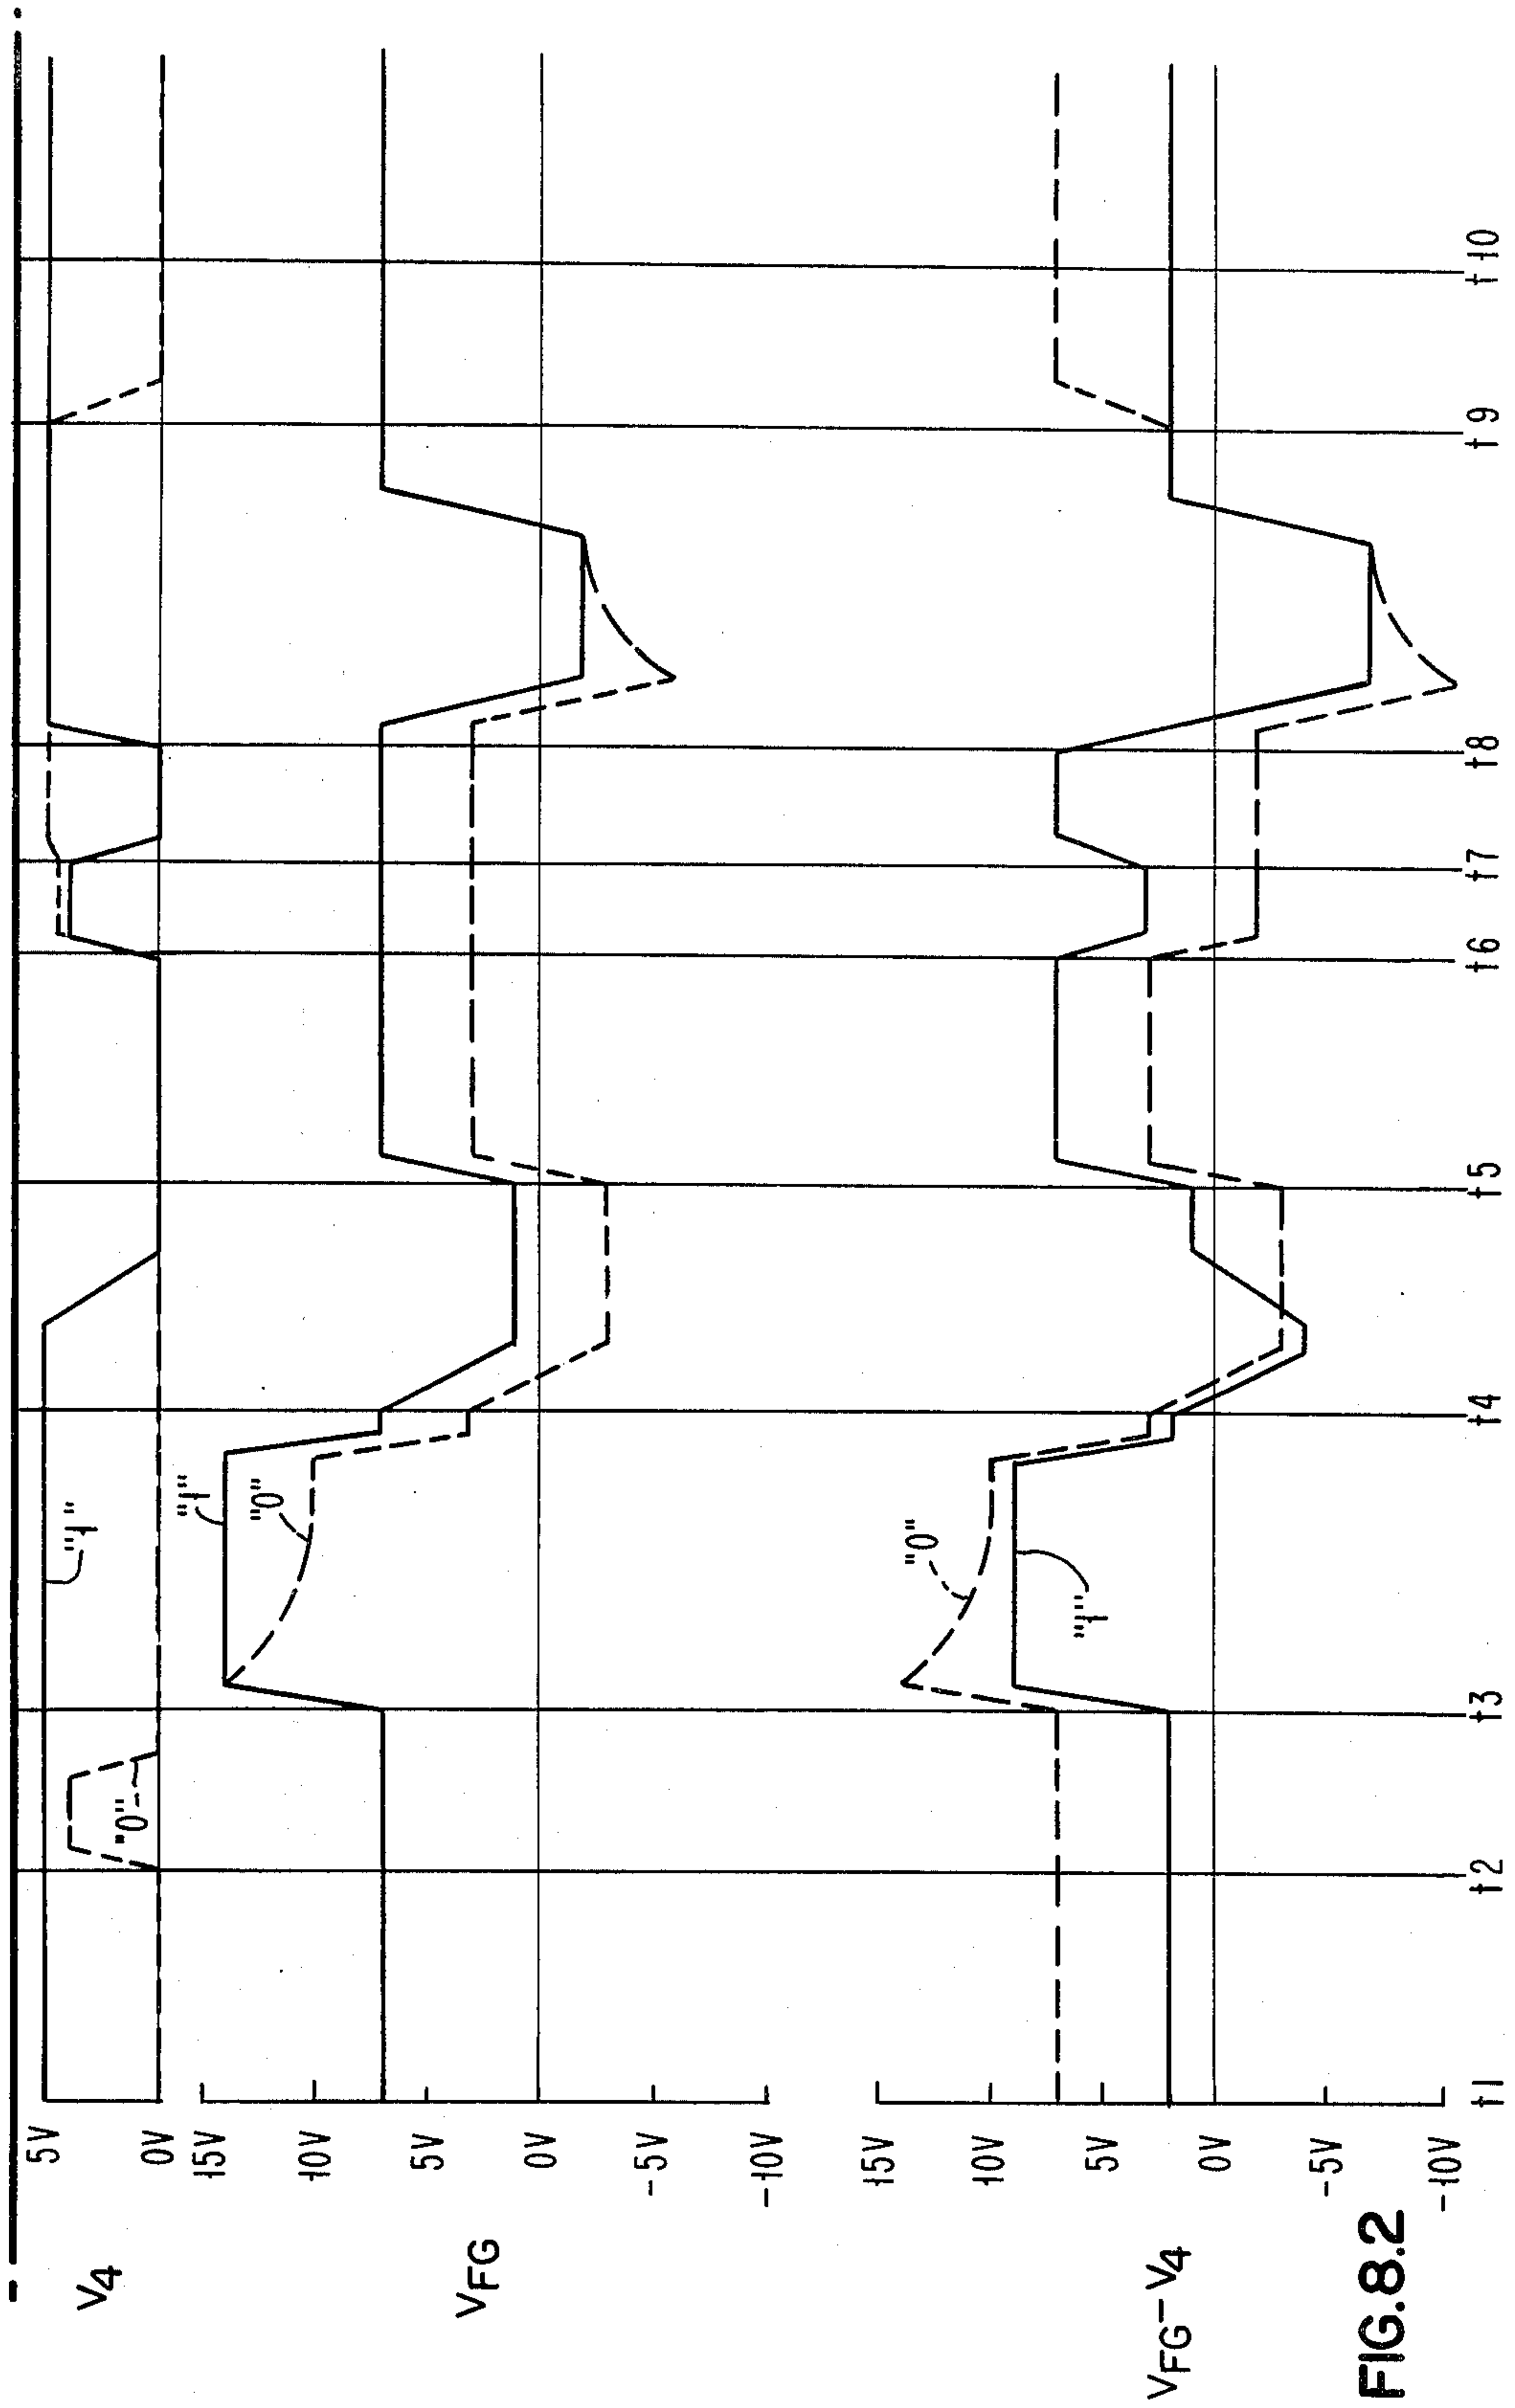 V4
5V
0V
"1"
"0"
VFG
15V
10V
5V
0V
-5V
-10V
"1"
"0"
VFG-V4
15V
10V
5V
0V
-5V
-10V
"0"
"1"
t1 t2 t3 t4 t5 t6 t7 t8 t9 t10
FIG.8.2